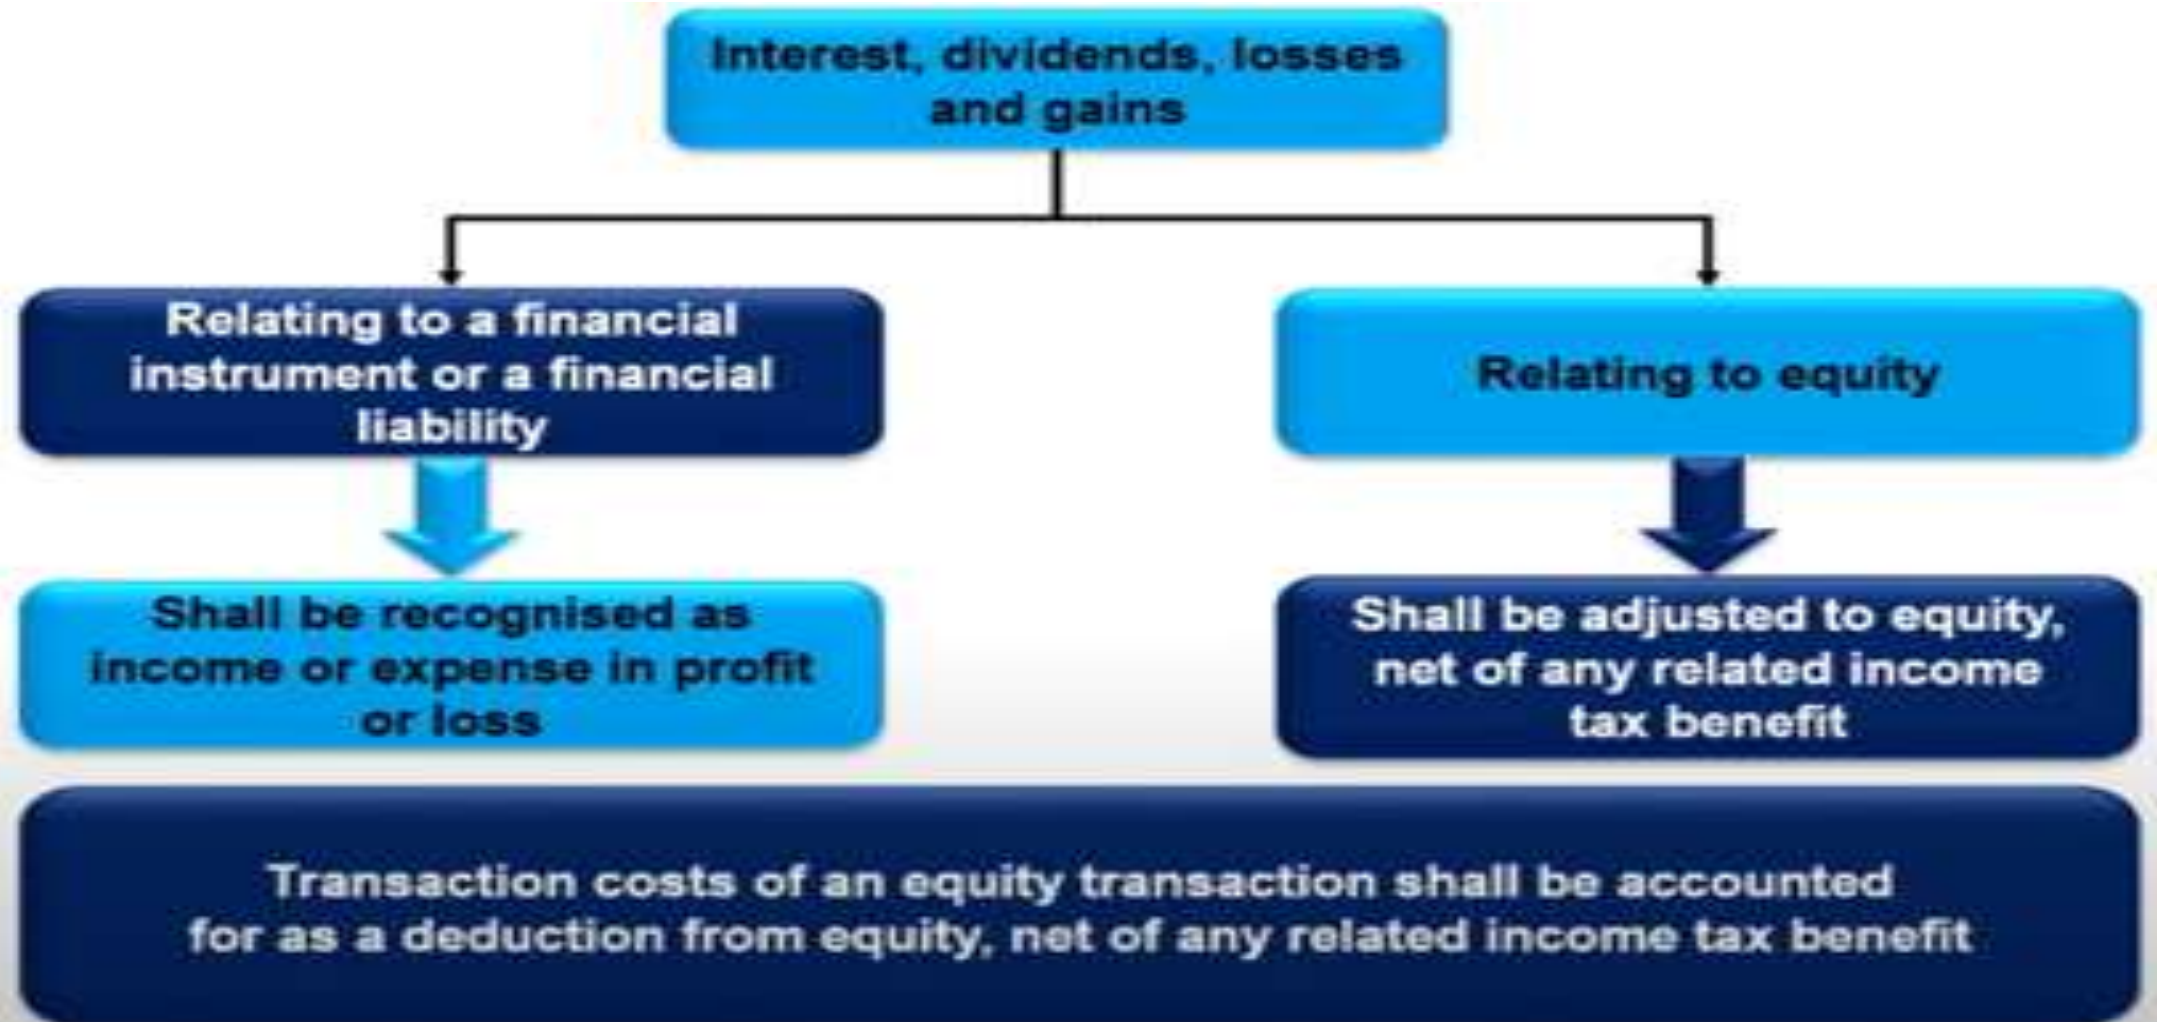 Interest, dividends, losses
and gains
Relating to a financial
instrument or a financial
liability
Relating to equity
Shall be recognised as
income or expense in profit
or loss
Shall be adjusted to equity,
net of any related income
tax benefit
Transaction costs of an equity transaction shall be accounted
for as a deduction from equity, net of any related income tax benefit